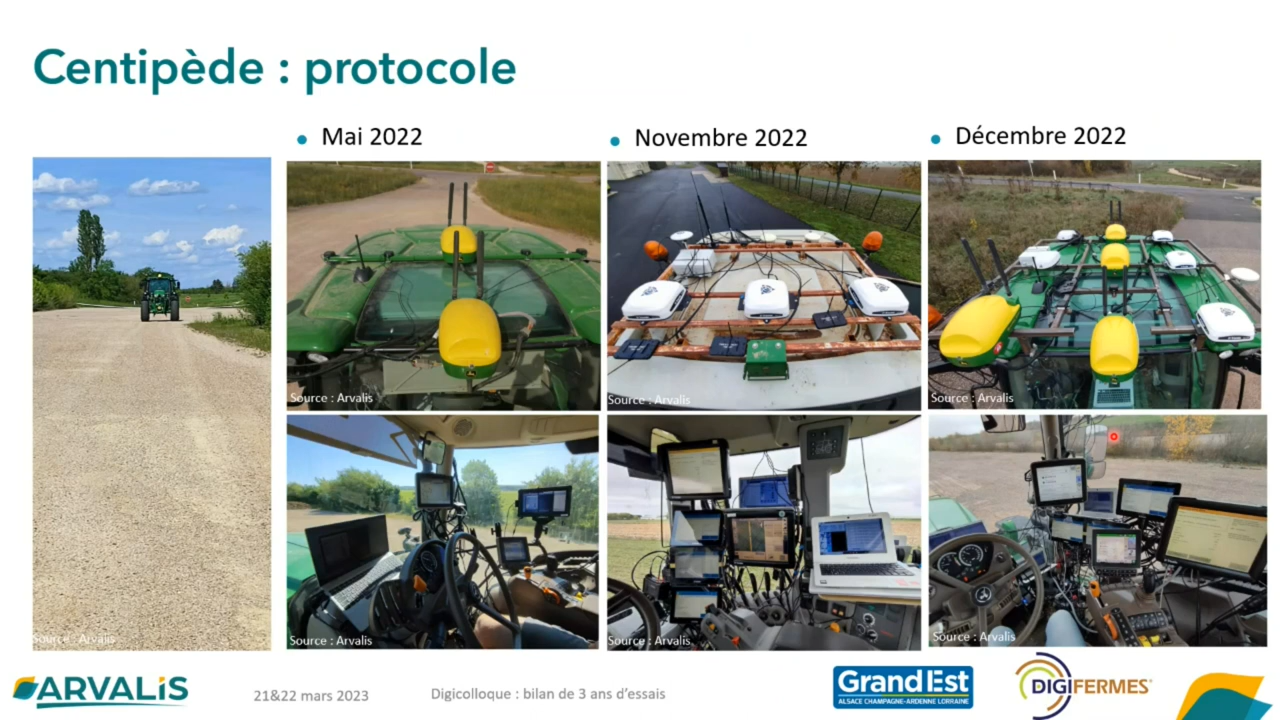 Centipède : protocole
Mai 2022
Novembre 2022
Décembre 2022
Source : Arvalis
Source : Arvalis
Source : Arvalis
Source : Arvalis
Source : Arvalis
Source : Arvalis
Source : Arvalis
ARVALIS
21&22 mars 2023
Digicolloque : bilan de 3 ans d'essais
Grand Est
ALSACE CHAMPAGNE-ARDENNE LORRAINE
DIGIFERMES®